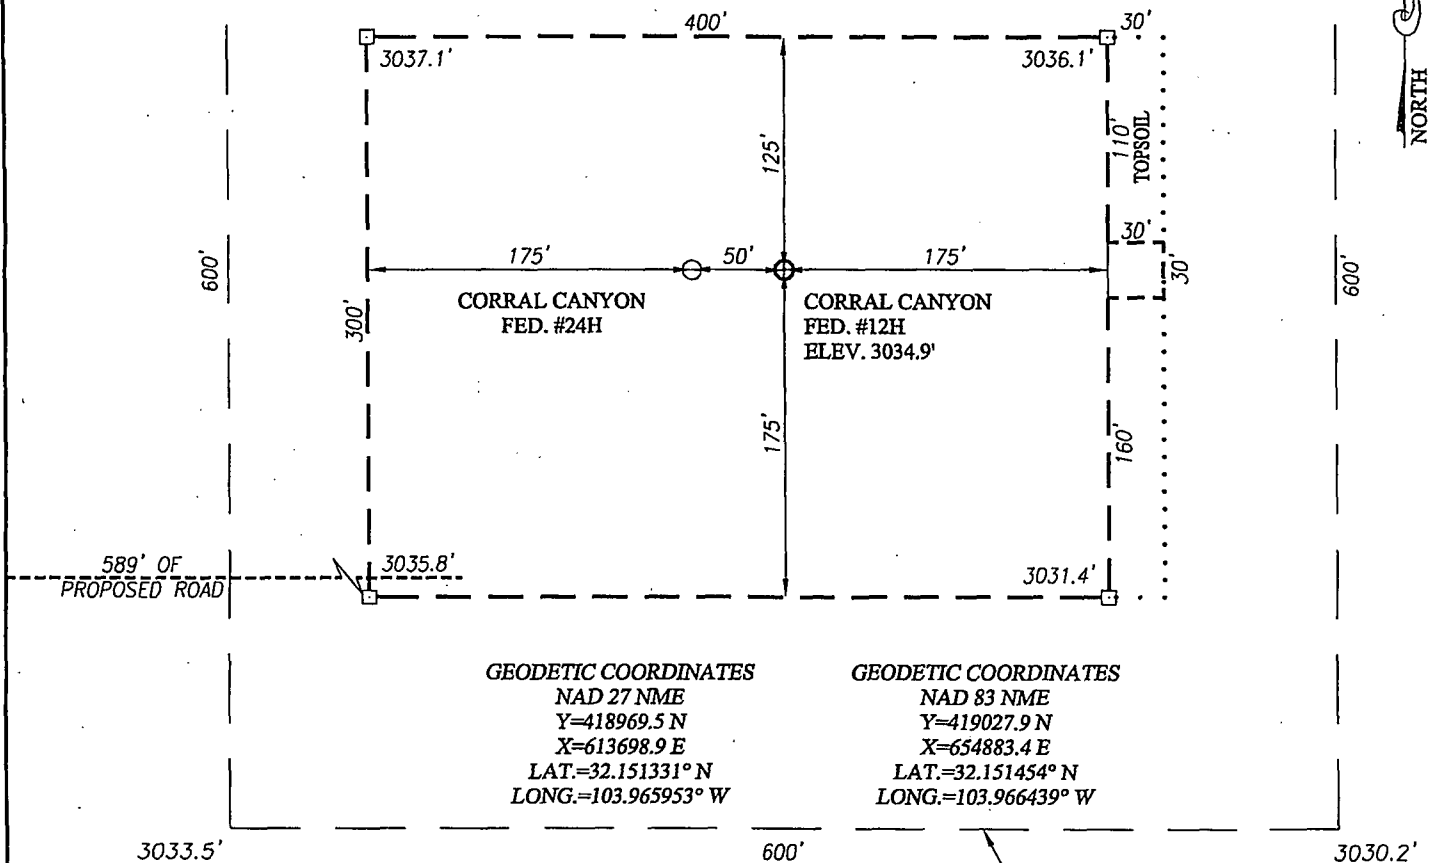 400'
30'
3037.1'
3036.1'
NORTH
125'
110'
TOPSOIL
600'
175'
50'
175'
30'
30'
600'
300'
CORRAL CANYON
FED. #24H
CORRAL CANYON
FED. #12H
ELEV. 3034.9'
175'
160'
589' OF
PROPOSED ROAD
3035.8'
3031.4'
GEODETIC COORDINATES
NAD 27 NME
Y=418969.5 N
X=613698.9 E
LAT.=32.151331° N
LONG.=103.965953° W
GEODETIC COORDINATES
NAD 83 NME
Y=419027.9 N
X=654883.4 E
LAT.=32.151454° N
LONG.=103.966439° W
3033.5'
600'
3030.2'